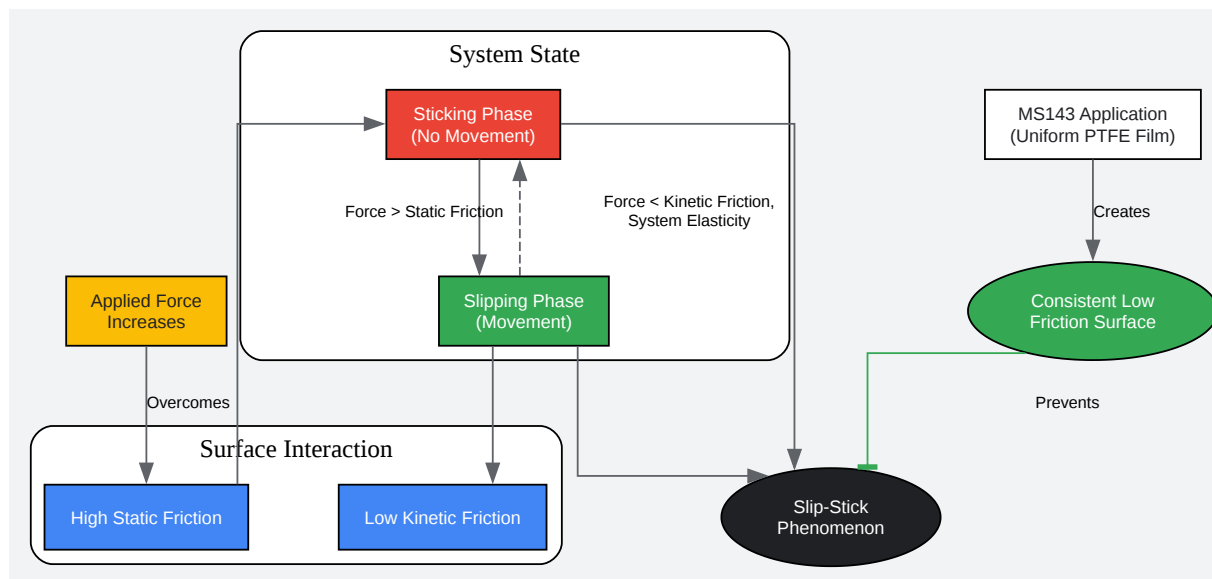 System State
Sticking Phase
(No Movement)
MS143 Application
(Uniform PTFE Film)
Force > Static Friction
Force < Kinetic Friction,
System Elasticity
Creates
Applied Force
Increases
Slipping Phase
(Movement)
Consistent Low
Friction Surface
Overcomes
Prevents
Surface Interaction
High Static Friction
Low Kinetic Friction
Slip-Stick
Phenomenon